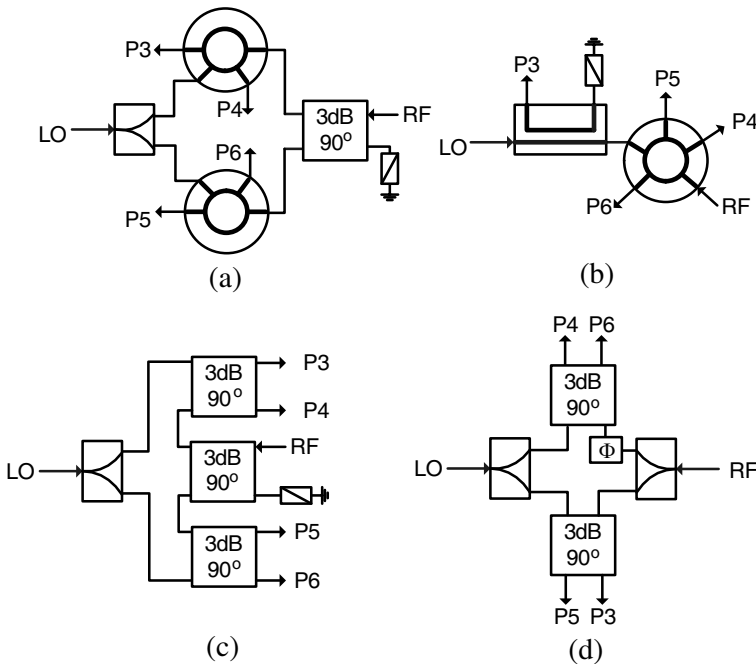 P3
P4
LO
3dB
90°
RF
P6
P5
(a)
P3
P5
P4
LO
P6
RF
(b)
P3
3dB
90°
P4
RF
LO
3dB
90°
P5
3dB
90°
P6
(c)
P4 P6
3dB
90°
LO
Φ
RF
3dB
90°
P5 P3
(d)